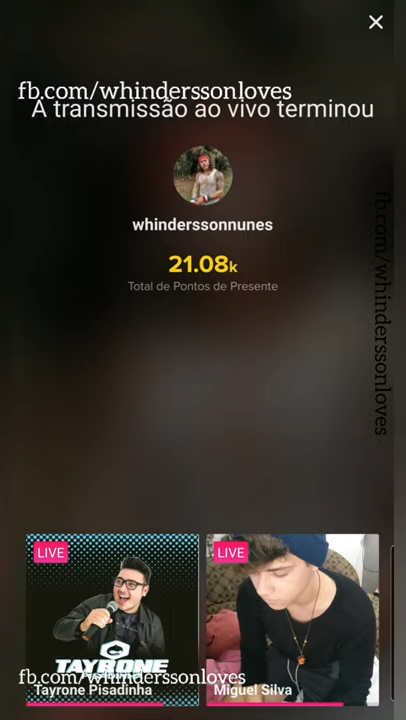 fb.com/whinderssonloves
A transmissão ao vivo terminou
whinderssonnunes
21.08k
Total de Pontos de Presente
fb.com/whinderssonloves
LIVE
LIVE
TAYRONE
fb.com/whinderssonloves
Tayrone Pisadinha
Miguel Silva